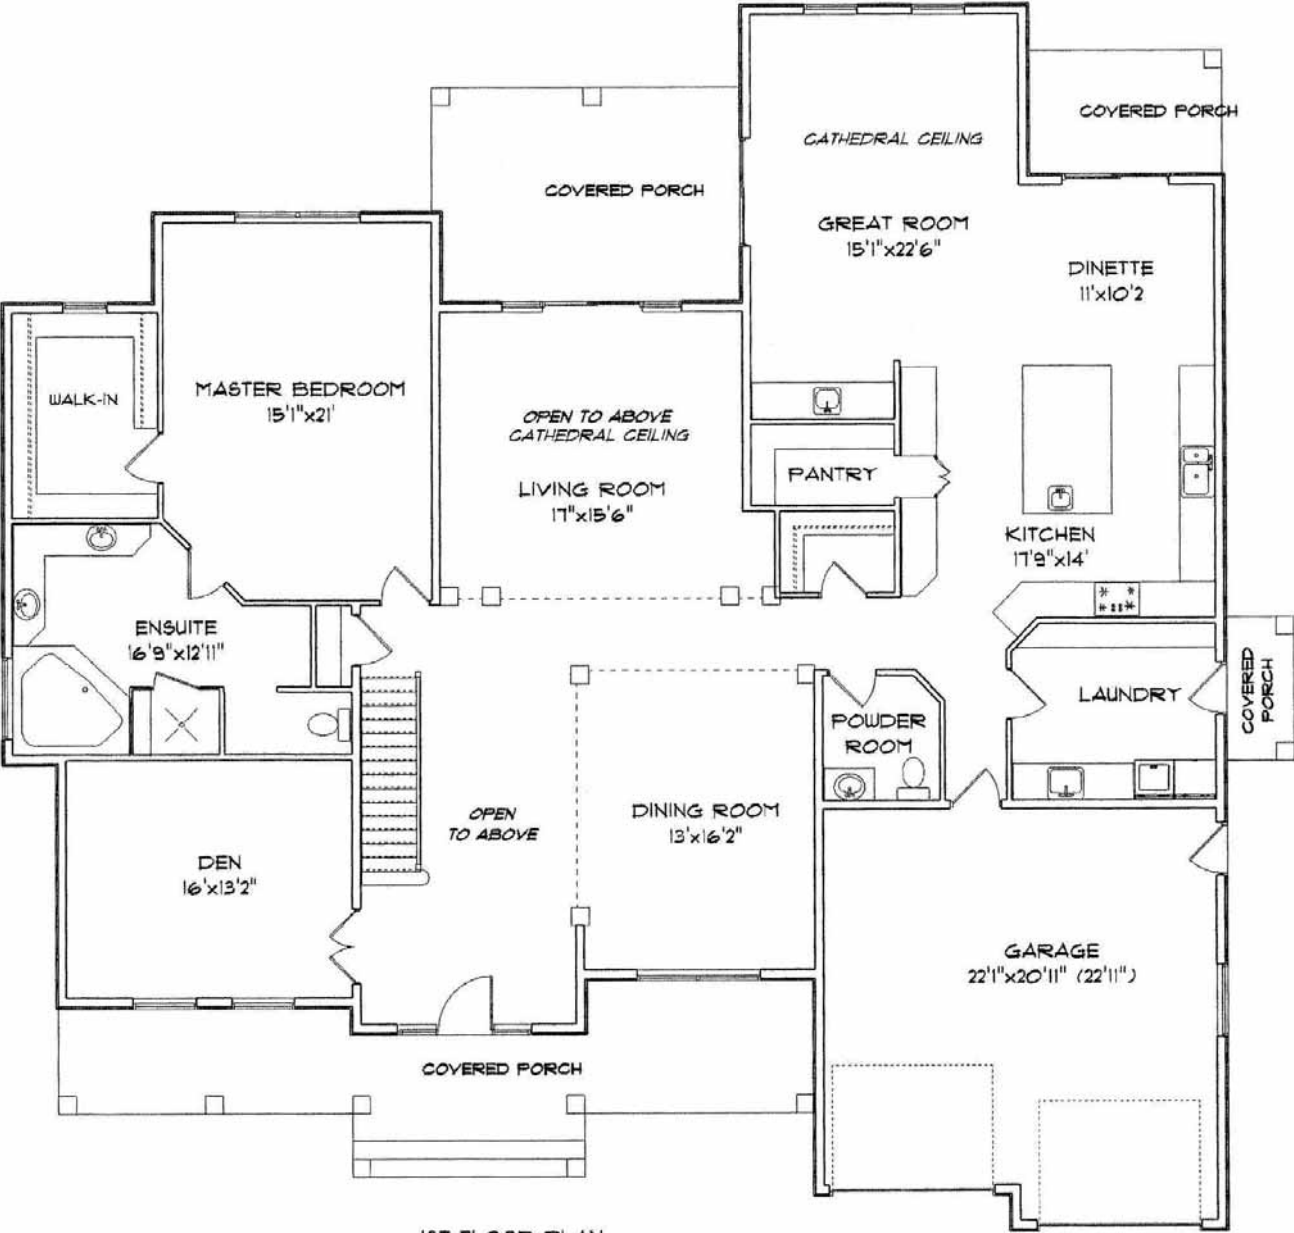 COVERED PORCH
CATHEDRAL CEILING
COVERED PORCH
GREAT ROOM
15'1"x22'6"
DINETTE
11'x10'2
MASTER BEDROOM
15'1"x21'
WALK-IN
OPEN TO ABOVE
CATHEDRAL CEILING
LIVING ROOM
17"x15'6"
PANTRY
KITCHEN
17'9"x14'
ENSUITE
16'9"x12'11"
LAUNDRY
COVERED
PORCH
POWDER
ROOM
OPEN
TO ABOVE
DINING ROOM
13'x16'2"
DEN
16'x13'2"
GARAGE
22'1"x20'11" (22'11")
COVERED PORCH
1ST FLOOR PLAN